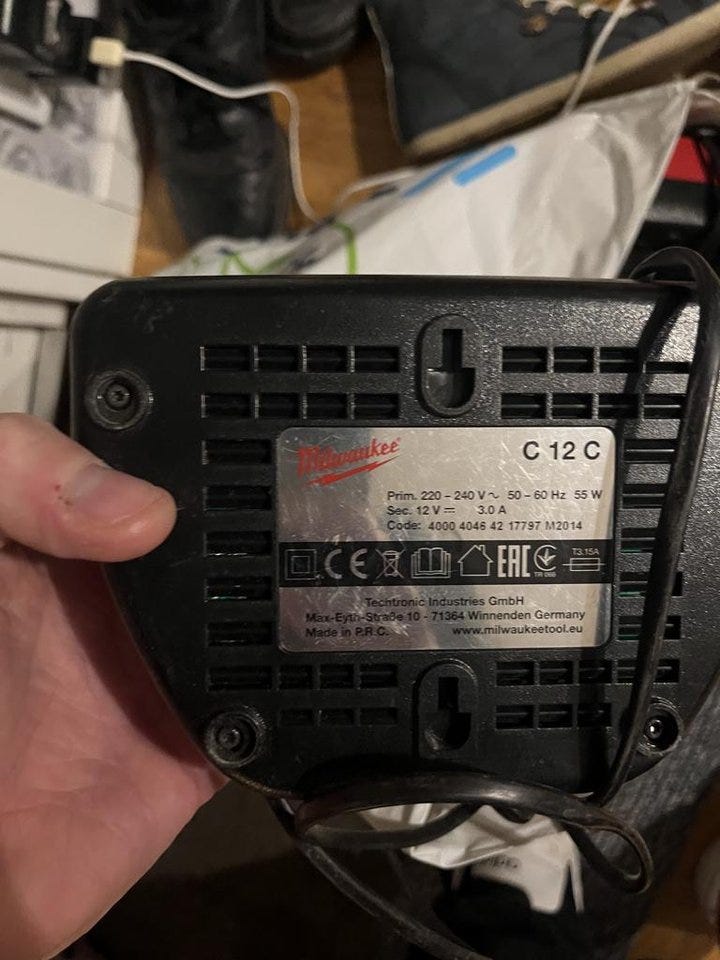 Milwaukee®
C 12 C
Prim. 220 – 240 V ~ 50 – 60 Hz 55 W
Sec. 12 V ⎓ 3.0 A
Code: 4000 4046 42 17797 M2014
CE EAC TR 066 T3.15A
Techtronic Industries GmbH
Max-Eyth-Straße 10 - 71364 Winnenden Germany
Made in P.R.C. www.milwaukeetool.eu